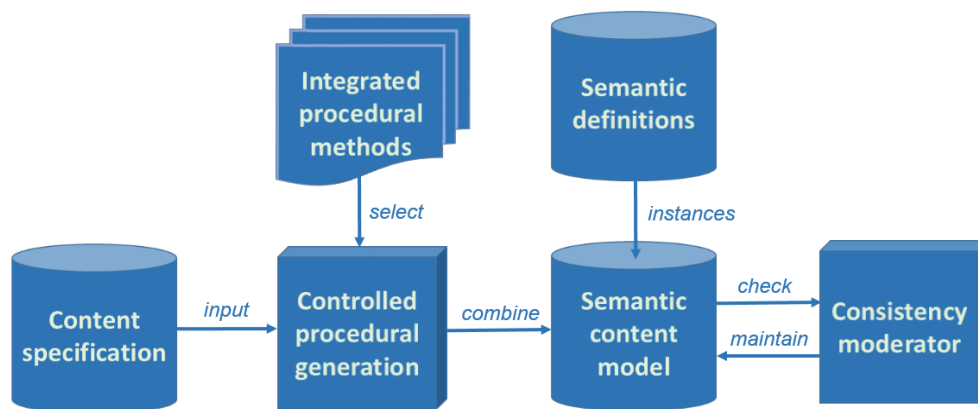 Integrated
procedural
methods
Semantic
definitions
select
instances
Content
specification
input
Controlled
procedural
generation
combine
Semantic
content
model
check
maintain
Consistency
moderator